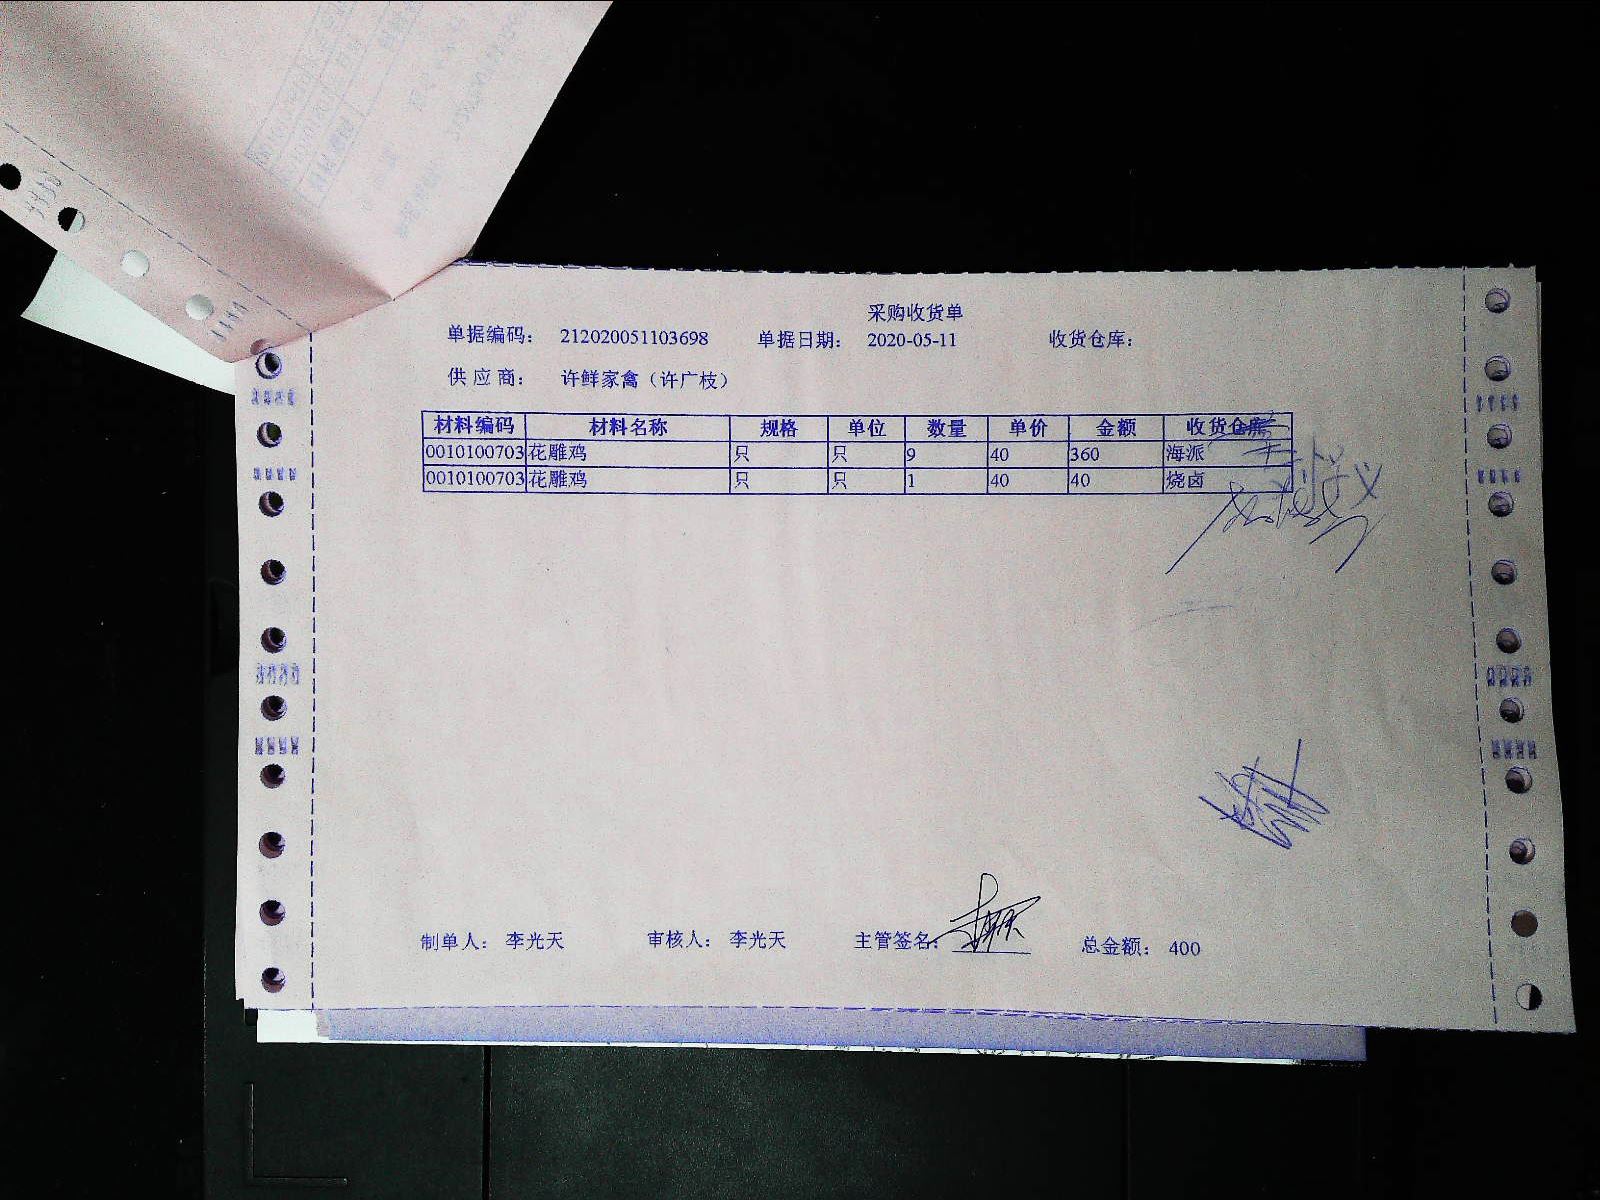 采购收货单
单据编码： 212020051103698 单据日期： 2020-05-11 收货仓库：
供 应 商： 许鲜家禽（许广枝）
材料编码 材料名称 规格 单位 数量 单价 金额 收货仓库
0010100703 花雕鸡 只 只 9 40 360 海派
0010100703 花雕鸡 只 只 1 40 40 烧卤
制单人： 李光天 审核人： 李光天 主管签名： 总金额： 400